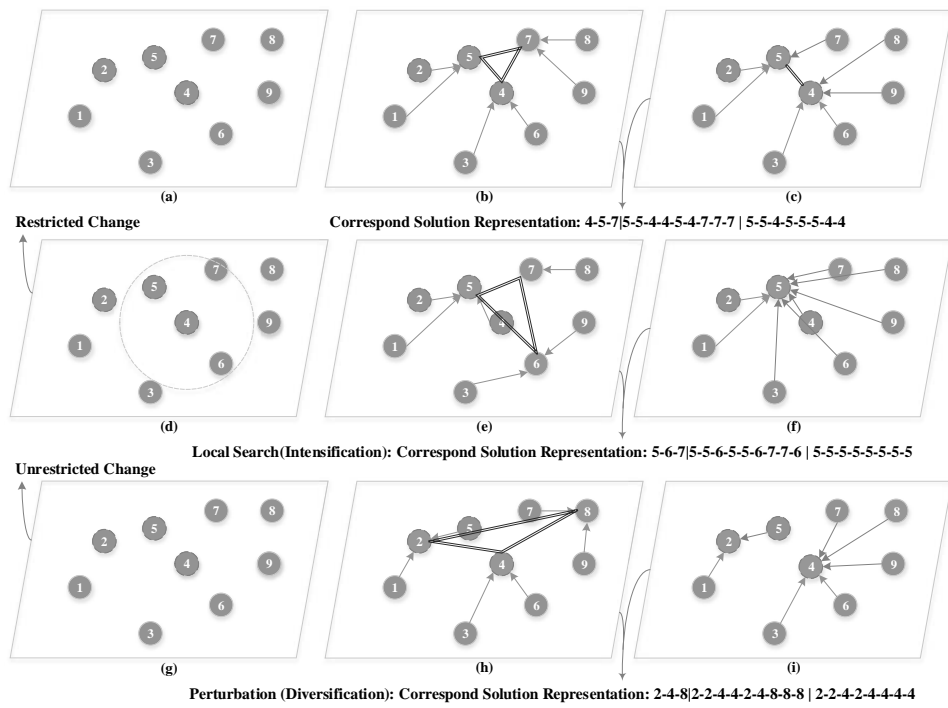 7 8 5 2 4 9 1 6 3
7 8 5 2 4 9 1 6 3
7 8 5 2 4 9 1 6 3
(a) (b) (c)
Restricted Change
Correspond Solution Representation: 4-5-7|5-5-4-4-5-4-7-7-7 | 5-5-4-5-5-5-4-4
7 8 5 2 4 9 1 6 3
7 8 5 2 4 9 1 6 3
7 8 5 2 4 9 1 6 3
(d) (e) (f)
Local Search(Intensification): Correspond Solution Representation: 5-6-7|5-5-6-5-5-6-7-7-6 | 5-5-5-5-5-5-5-5
Unrestricted Change
7 8 5 2 4 9 1 6 3
7 8 5 2 4 9 1 6 3
7 8 5 2 4 9 1 6 3
(g) (h) (i)
Perturbation (Diversification): Correspond Solution Representation: 2-4-8|2-2-4-4-2-4-8-8-8 | 2-2-4-2-4-4-4-4